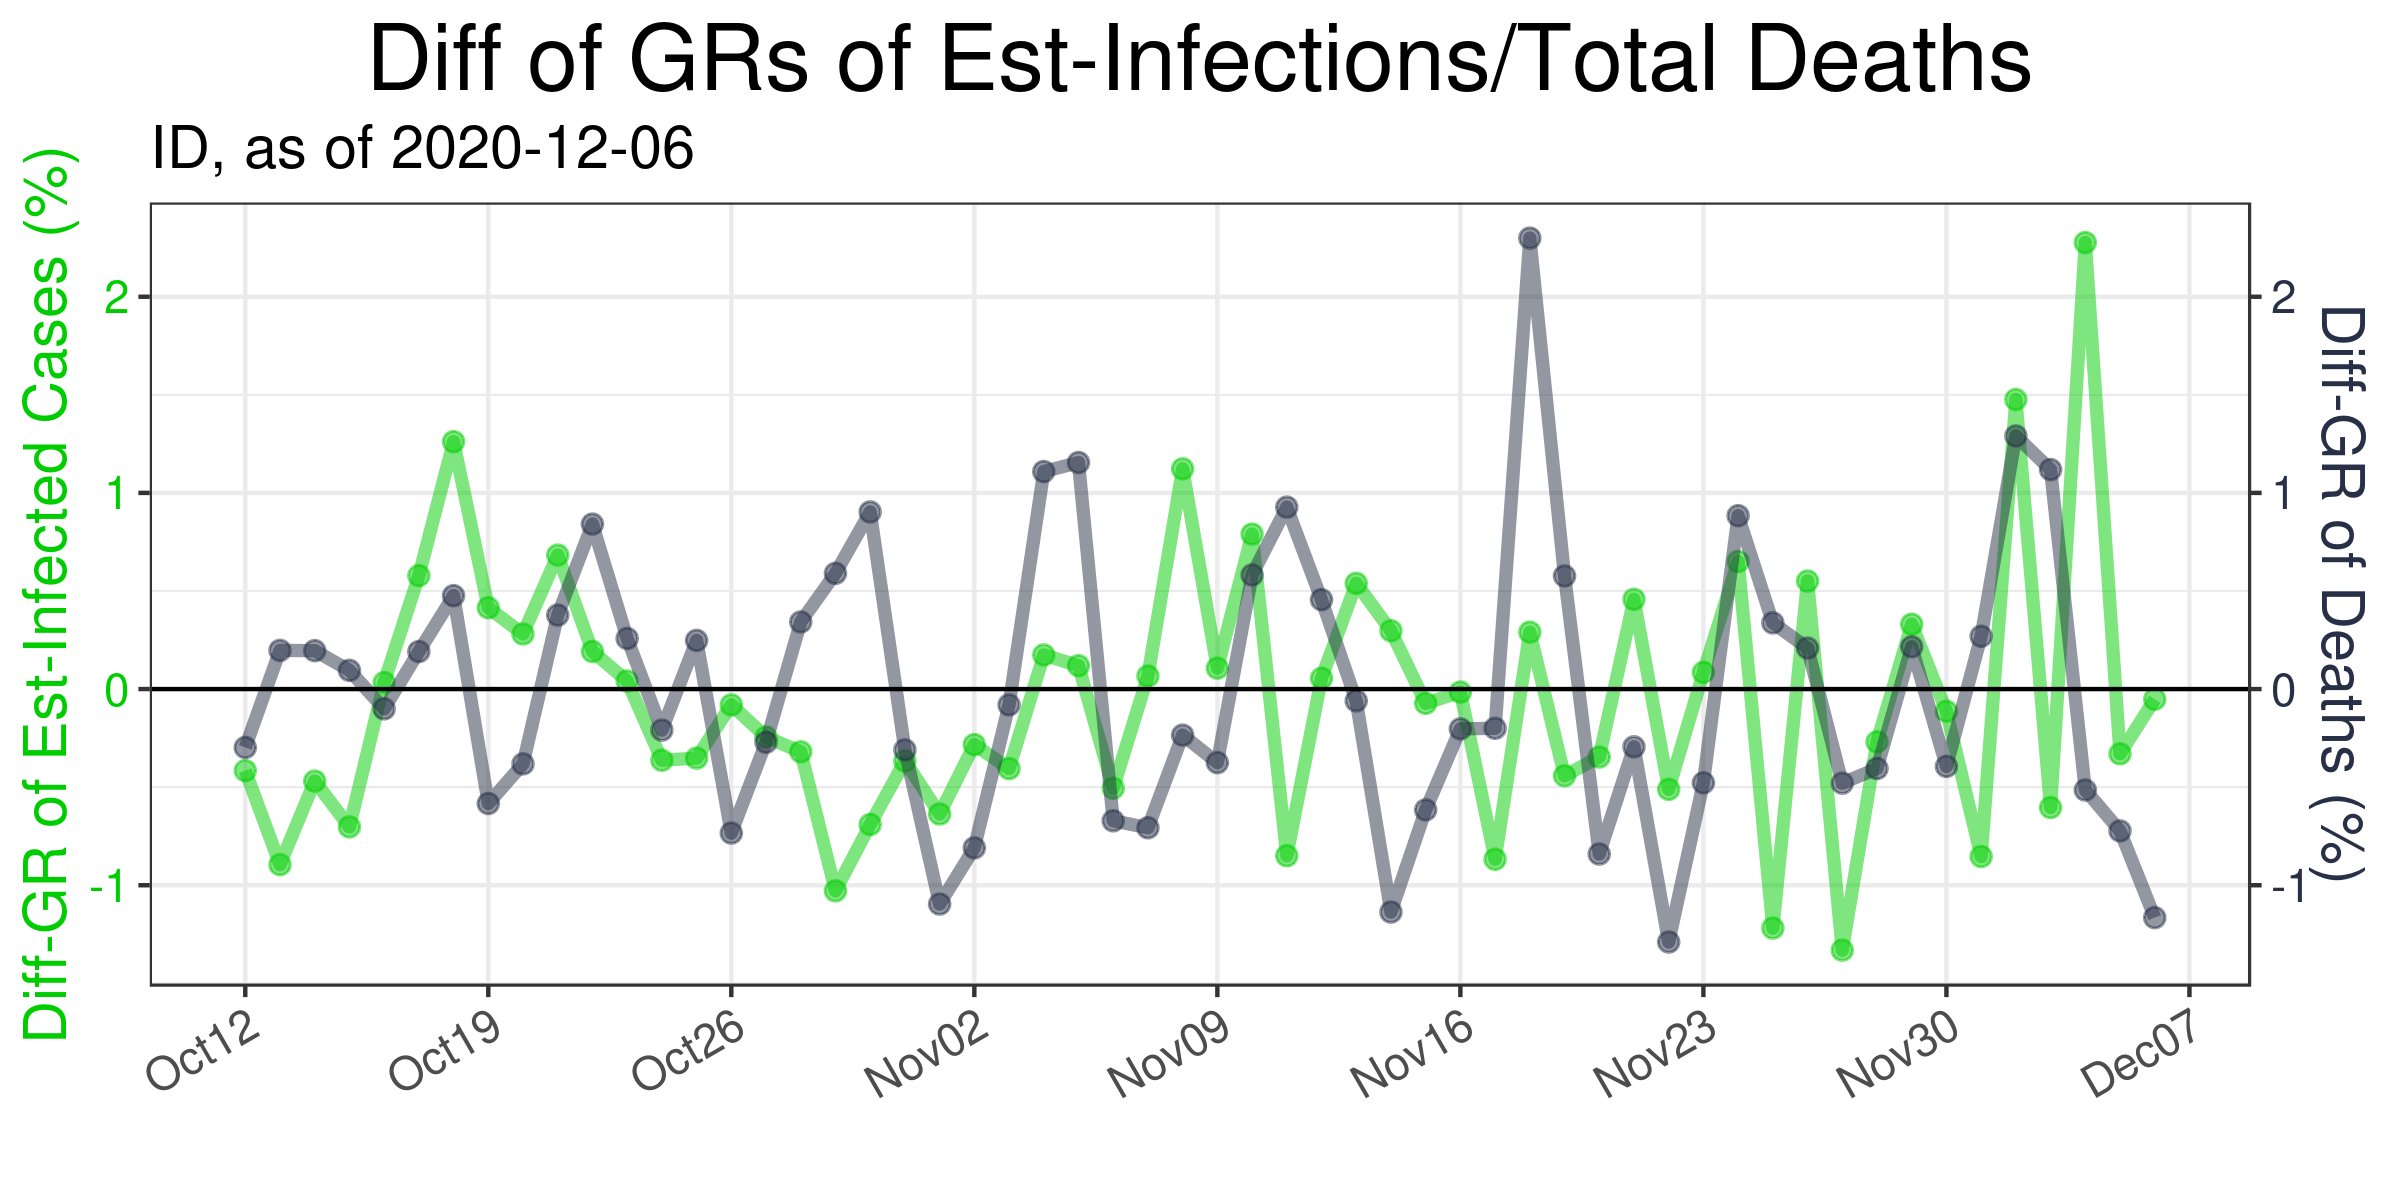 Diff of GRs of Est-Infections/Total Deaths
ID, as of 2020-12-06
Diff-GR of Est-Infected Cases (%)
2
1
0
-1
2
1
0
-1
Diff-GR of Deaths (%)
Oct12
Oct19
Oct26
Nov02
Nov09
Nov16
Nov23
Nov30
Dec07